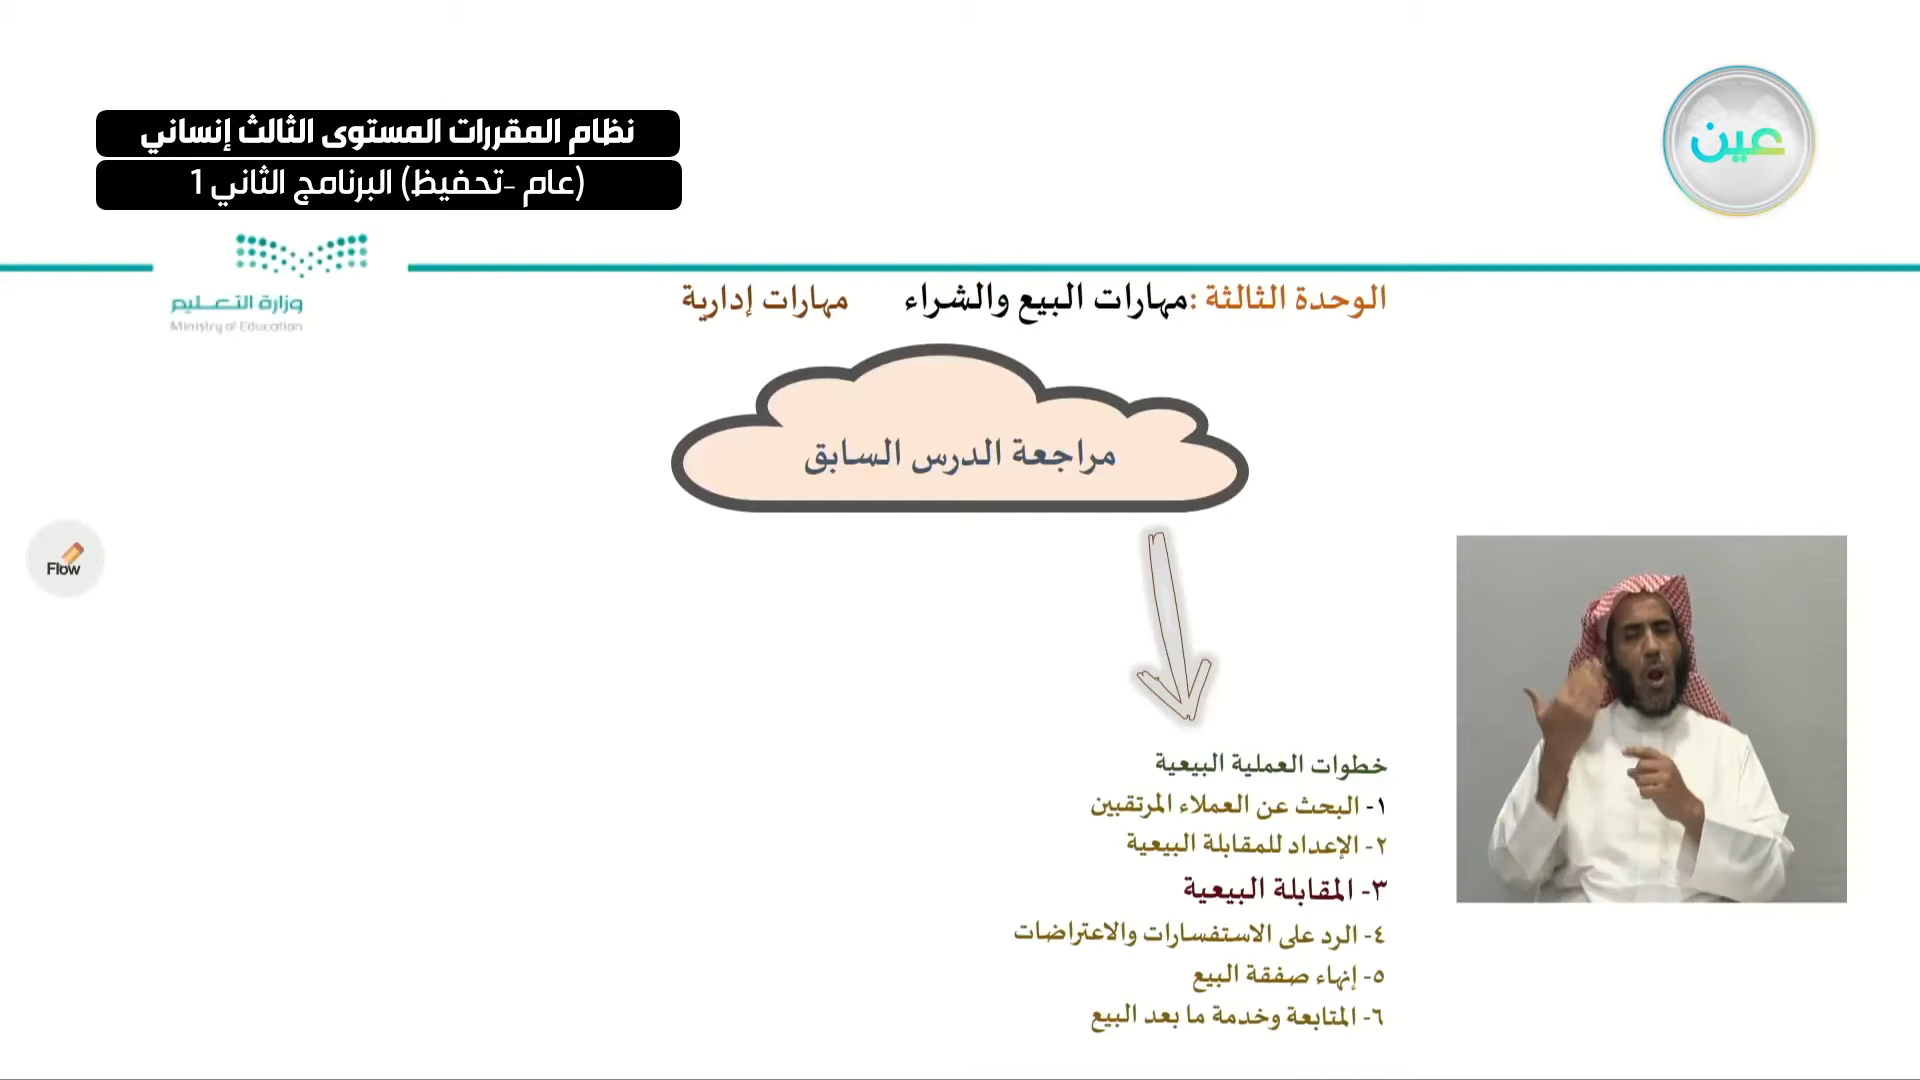 نظام المقررات المستوى الثالث إنساني
(عام -تحفيظ) البرنامج الثاني 1
عين
وزارة التعليم
Ministry of Education
الوحدة الثالثة :مهارات البيع والشراء مهارات إدارية
مراجعة الدرس السابق
Flow
خطوات العملية البيعية
١- البحث عن العملاء المرتقبين
٢- الإعداد للمقابلة البيعية
٣- المقابلة البيعية
٤- الرد على الاستفسارات والاعتراضات
٥- إنهاء صفقة البيع
٦- المتابعة وخدمة ما بعد البيع